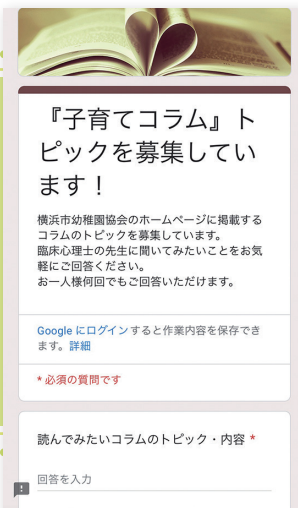 『子育てコラム』ト
ピックを募集してい
ます！
横浜市幼稚園協会のホームページに掲載する
コラムのトピックを募集しています。
臨床心理士の先生に聞いてみたいことをお気
軽にご回答ください。
お一人様何回でもご回答いただけます。
Google にログインすると作業内容を保存でき
ます。詳細
* 必須の質問です
読んでみたいコラムのトピック・内容 *
回答を入力